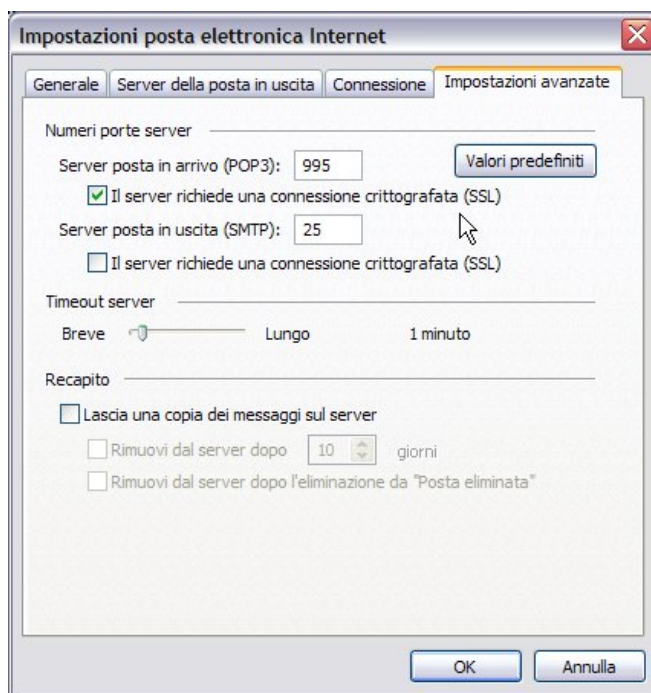 Impostazioni posta elettronica Internet
Generale Server della posta in uscita Connessione Impostazioni avanzate
Numeri porte server
Server posta in arrivo (POP3): 995 Valori predefiniti
Il server richiede una connessione crittografata (SSL)
Server posta in uscita (SMTP): 25
Il server richiede una connessione crittografata (SSL)
Timeout server
Breve Lungo 1 minuto
Recapito
Lascia una copia dei messaggi sul server
Rimuovi dal server dopo 10 giorni
Rimuovi dal server dopo l'eliminazione da "Posta eliminata"
OK Annulla